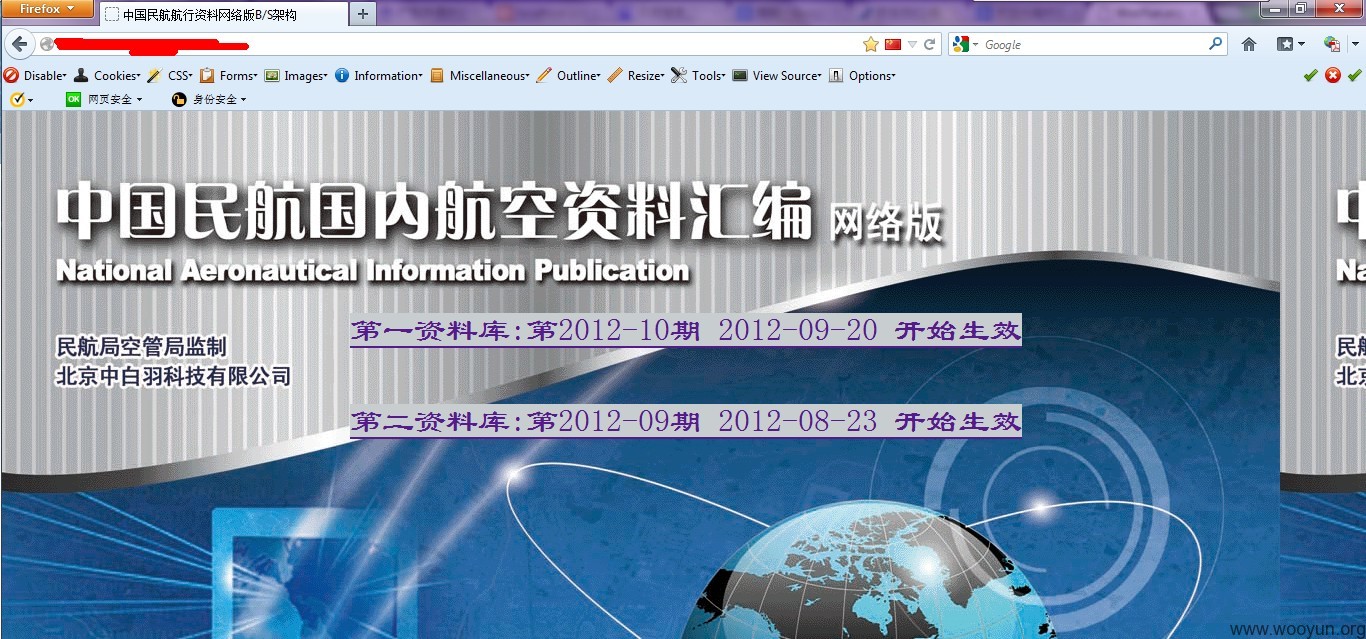 Firefox
中国民航航行资料网络版B/S架构
Google
Disable Cookies CSS Forms Images Information Miscellaneous Outline Resize Tools View Source Options
OK 网页安全 身份安全
中国民航国内航空资料汇编 网络版
National Aeronautical Information Publication
第一资料库:第2012-10期 2012-09-20 开始生效
民航局空管局监制
北京中白羽科技有限公司
第二资料库:第2012-09期 2012-08-23 开始生效
Na
民航
北京
www.wooyun.org